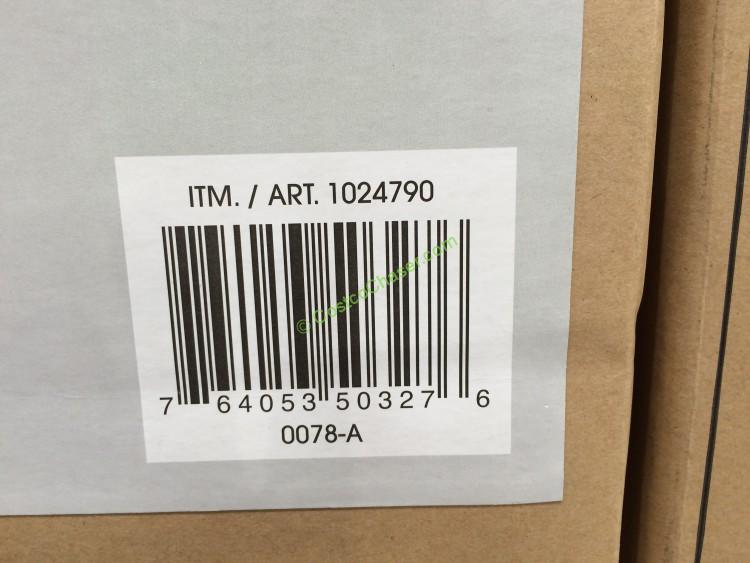 ITM. / ART. 1024790
© CostcoChaser.com
7 64053 50327 6
0078-A